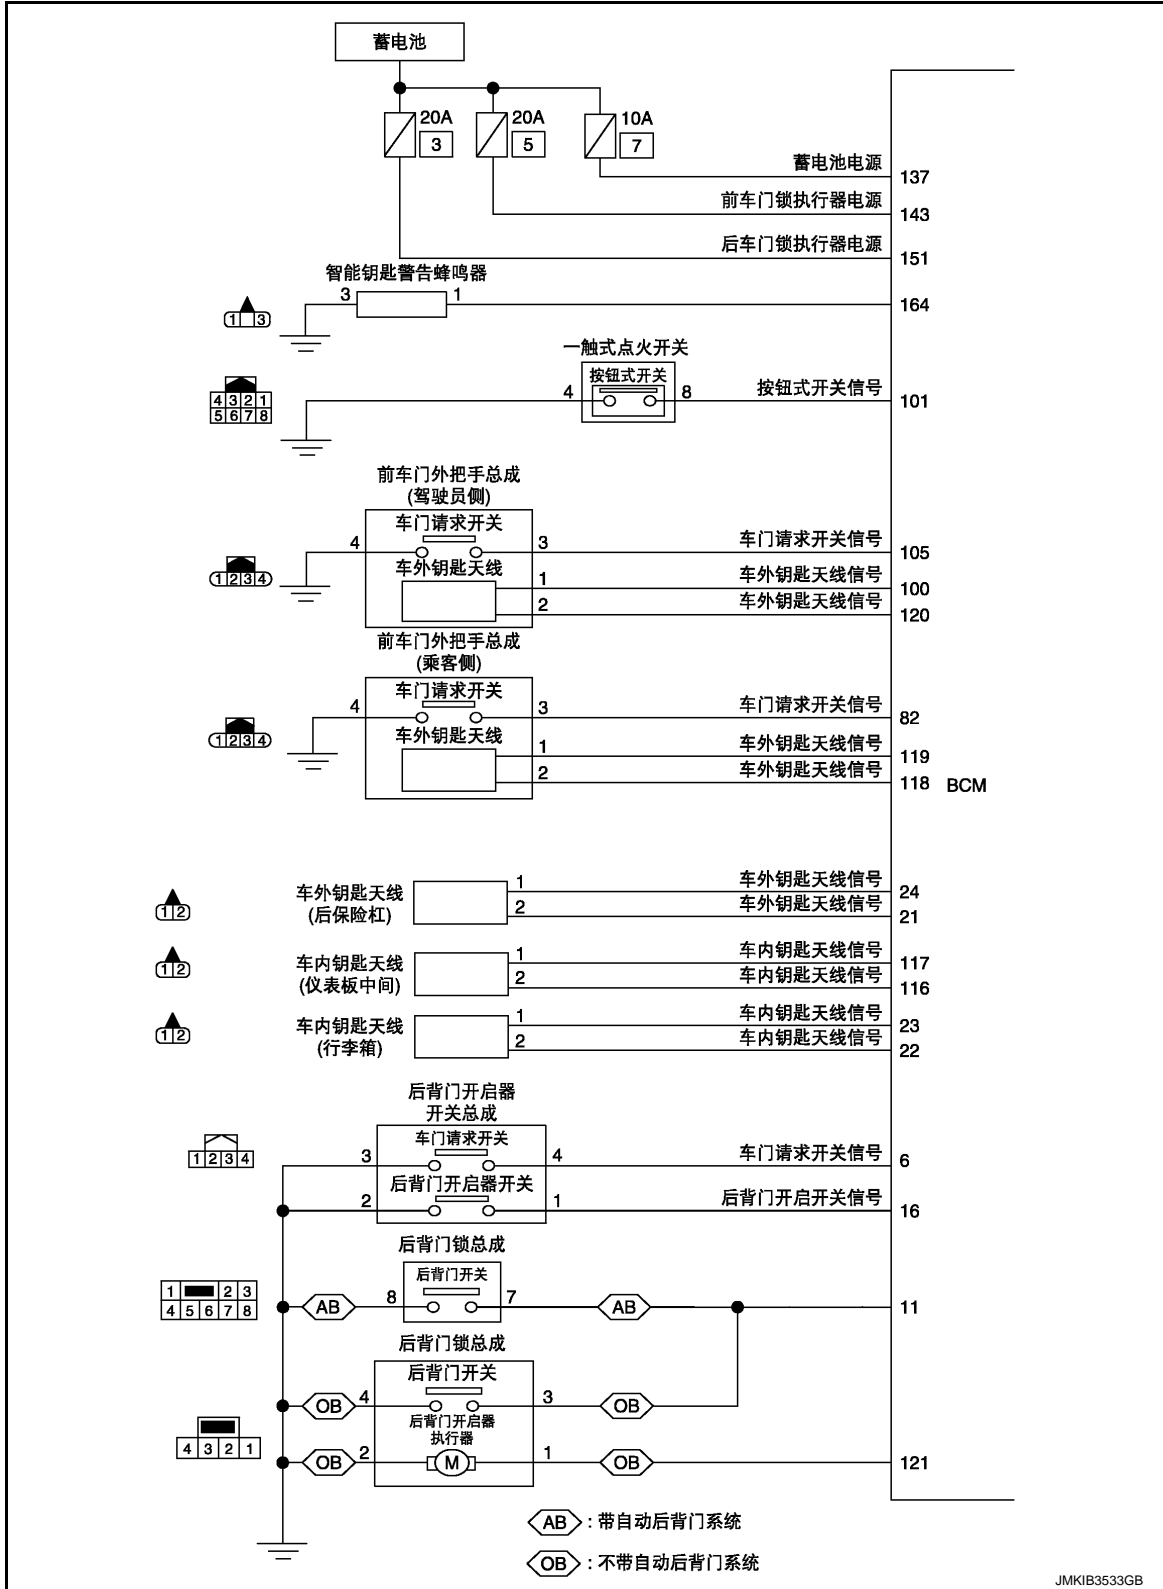 蓄电池
20A
3
20A
5
10A
7
蓄电池电源
137
前车门锁执行器电源
143
后车门锁执行器电源
151
智能钥匙警告蜂鸣器
3
1
164
1 3
一触式点火开关
按钮式开关
4
8
按钮式开关信号
101
4 3 2 1
5 6 7 8
前车门外把手总成
(驾驶员侧)
车门请求开关
4
3
车门请求开关信号
105
车外钥匙天线
1
车外钥匙天线信号
100
2
车外钥匙天线信号
120
1 2 3 4
前车门外把手总成
(乘客侧)
车门请求开关
4
3
车门请求开关信号
82
车外钥匙天线
1
车外钥匙天线信号
119
2
车外钥匙天线信号
118 BCM
1 2 3 4
1 2
车外钥匙天线
(后保险杠)
1
车外钥匙天线信号
24
2
车外钥匙天线信号
21
1 2
车内钥匙天线
(仪表板中间)
1
车内钥匙天线信号
117
2
车内钥匙天线信号
116
1 2
车内钥匙天线
(行李箱)
1
车内钥匙天线信号
23
2
车内钥匙天线信号
22
后背门开启器
开关总成
车门请求开关
1 2 3 4
3
4
车门请求开关信号
6
后背门开启器开关
2
1
后背门开启开关信号
16
后背门锁总成
后背门开关
1 2 3
4 5 6 7 8
AB
8
7
AB
11
后背门锁总成
后背门开关
OB
4
3
OB
后背门开启器
执行器
4 3 2 1
OB
2
M
1
OB
121
AB : 带自动后背门系统
OB : 不带自动后背门系统
JMKIB3533GB